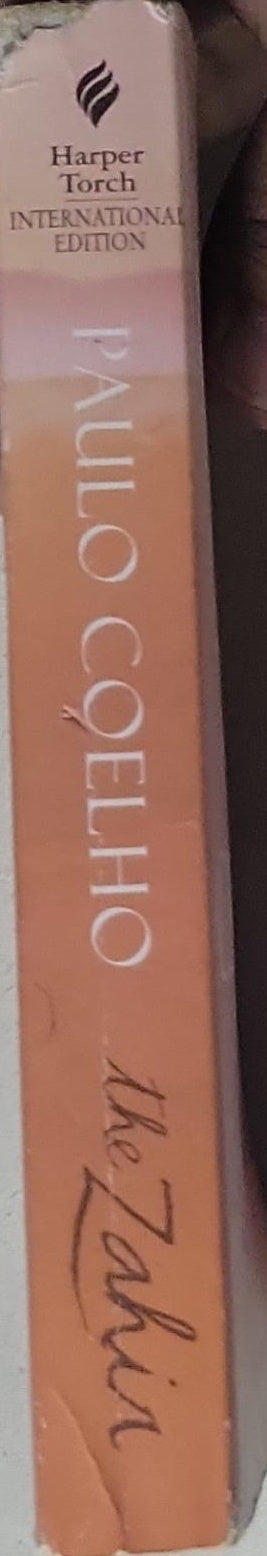 Harper
Torch
INTERNATIONAL
EDITION
PAULO COELHO
the Zahir